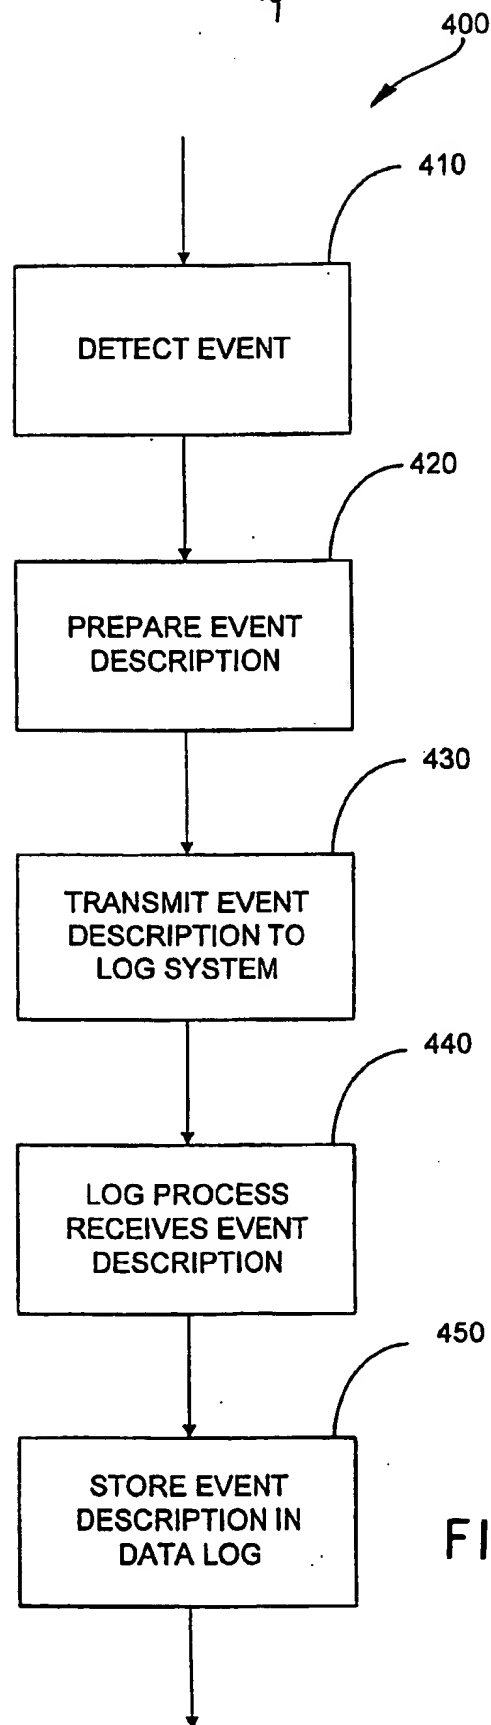 400
410
DETECT EVENT
420
PREPARE EVENT
DESCRIPTION
430
TRANSMIT EVENT
DESCRIPTION TO
LOG SYSTEM
440
LOG PROCESS
RECEIVES EVENT
DESCRIPTION
450
STORE EVENT
DESCRIPTION IN
DATA LOG
FI